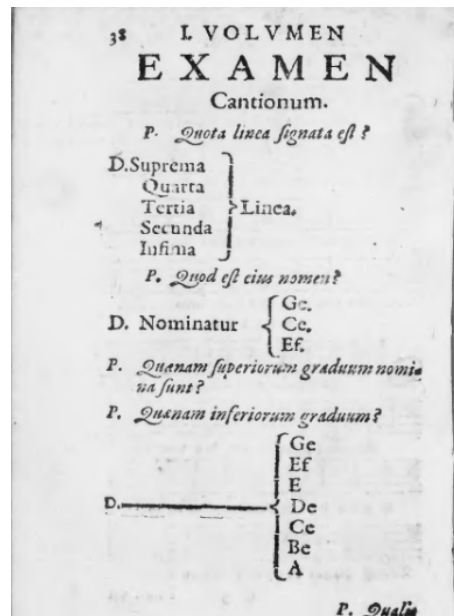 38 I. VOLVMEN
EXAMEN
Cantionum.
P. Quota linea signata est?
D. Suprema
Quarta
Tertia
Secunda
Infima
Linea.
P. Quod est eius nomen?
D. Nominatur
Ge.
Ce.
Ef.
P. Quænam superiorum graduum nomi-
na sunt?
P. Quænam inferiorum graduum?
D.
Ge
Ef
E
De
Ce
Be
A
P. Qualis